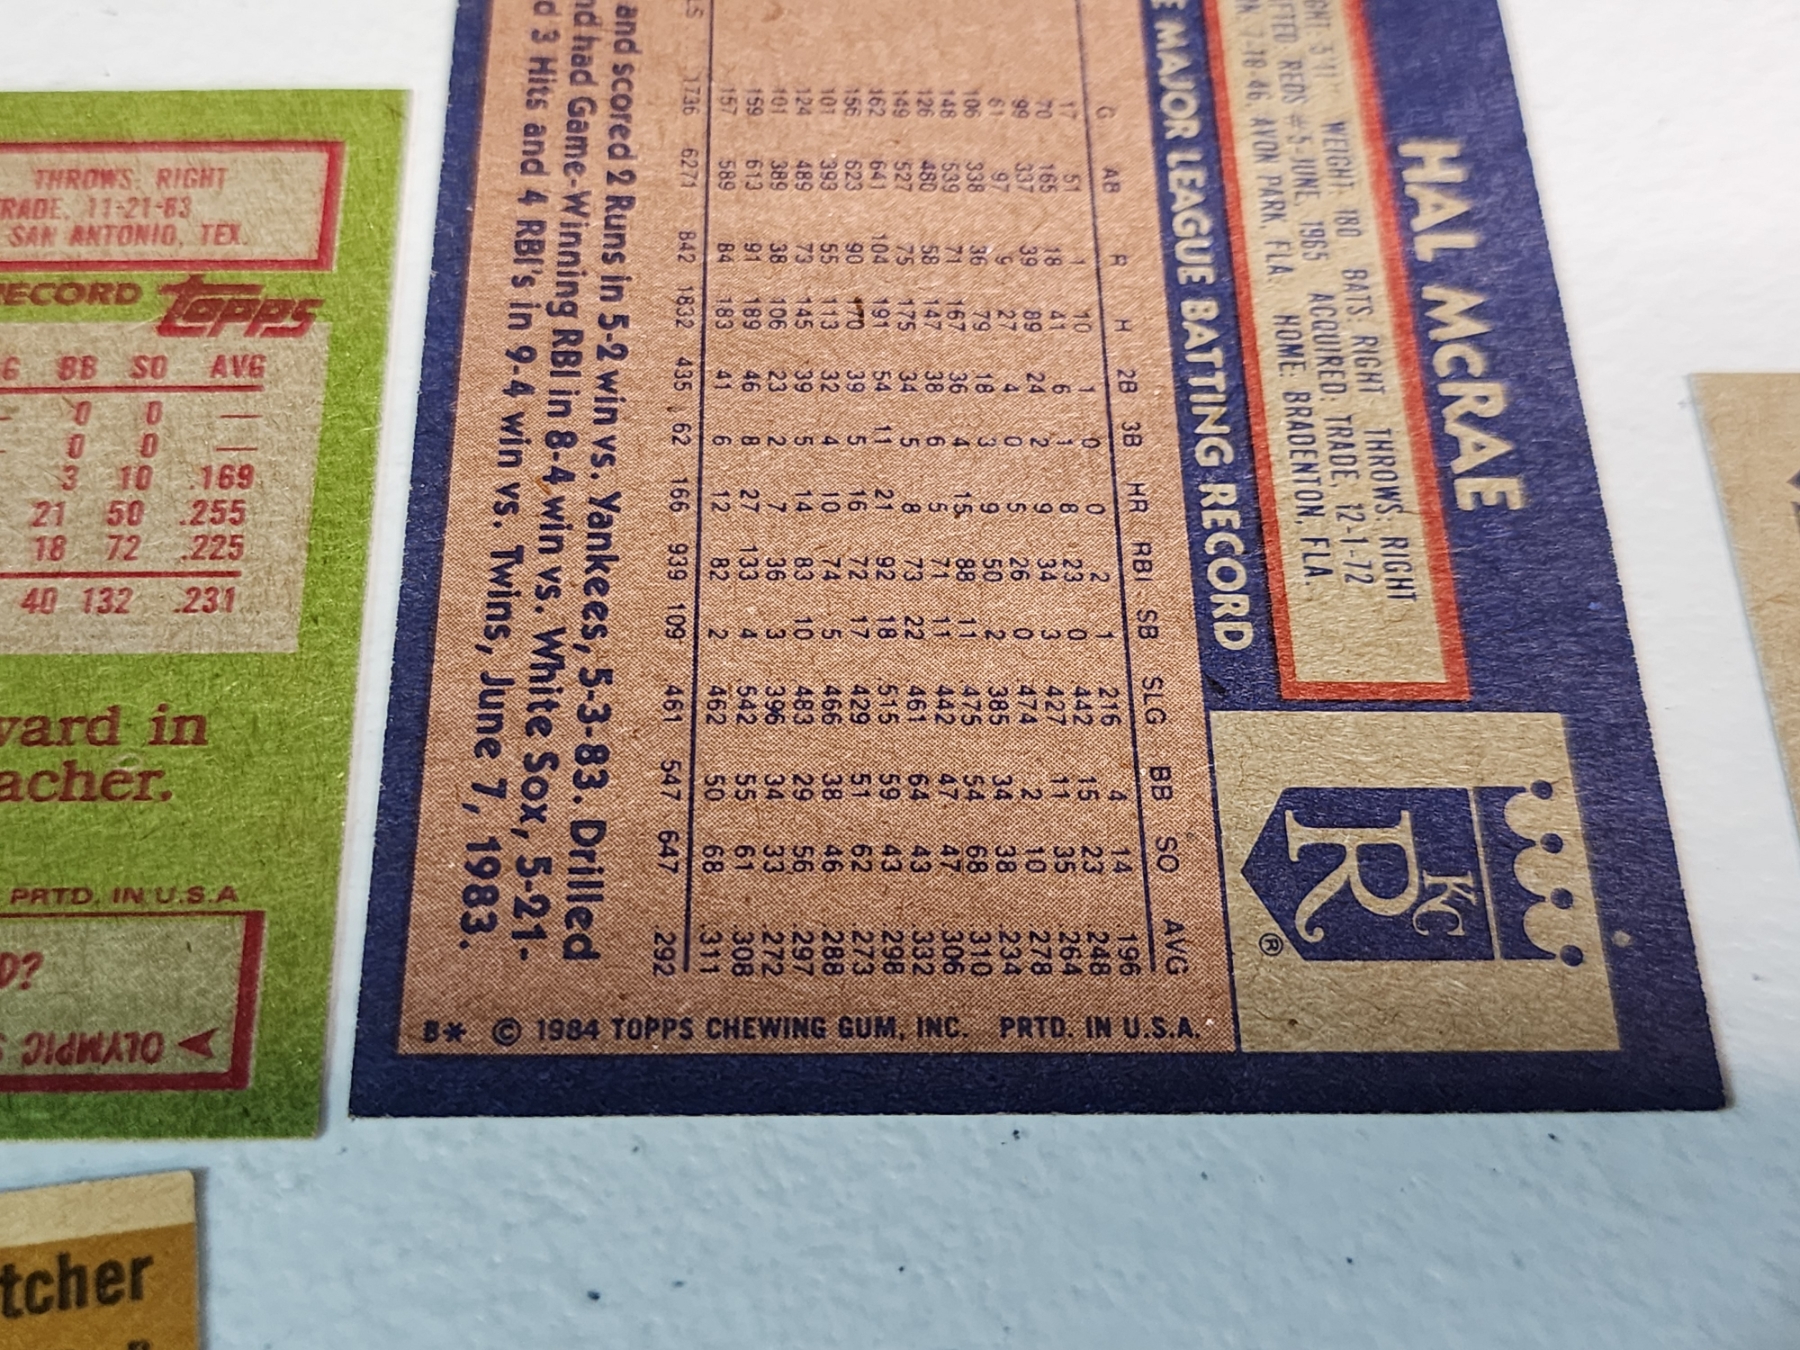 THROWS: RIGHT
RADE, 11-21-83
SAN ANTONIO, TEX.
RECORD topps
G BB SO AVG
— 0 0 —
0 0 —
3 10 .169
21 50 .255
18 72 .225
40 132 .231
vard in
acher.
PRTD. IN U.S.A
D?
OLYMPIC
HAL McRAE
WEIGHT: 180 BATS: RIGHT THROWS: RIGHT
REDS #5-JUNE, 1965 ACQUIRED: TRADE, 12-1-72
7-10-46, AVON PARK, FLA. HOME: BRADENTON, FLA.
KC R ®
E MAJOR LEAGUE BATTING RECORD
G AB R H 2B 3B HR RBI SB SLG BB SO AVG
17 51 1 10 1 0 0 2 1 .216 4 14 .196
70 165 18 41 6 1 8 23 0 .442 15 23 .248
99 337 39 89 24 2 9 34 3 .427 11 35 .264
61 97 9 27 4 0 5 26 0 .474 2 10 .278
106 338 36 79 18 3 9 50 2 .385 34 38 .234
148 539 71 167 36 4 15 88 11 .475 54 68 .310
126 480 58 147 38 6 5 71 11 .442 47 47 .306
149 527 75 175 34 5 8 73 22 .461 64 43 .332
162 641 104 191 54 11 21 92 18 .515 59 43 .298
156 623 90 170 39 5 16 72 17 .429 51 62 .273
101 393 55 113 32 4 10 74 5 .466 38 46 .288
124 489 73 145 39 5 14 83 10 .483 29 56 .297
101 389 38 106 23 2 7 36 3 .396 34 33 .272
159 613 91 189 46 8 27 133 4 .542 55 61 .308
157 589 84 183 41 6 12 82 2 .462 50 68 .311
LS 1736 6271 842 1832 435 62 166 939 109 .461 547 647 .292
and scored 2 Runs in 5-2 win vs. Yankees, 5-3-83. Drilled
nd had Game-Winning RBI in 8-4 win vs. White Sox, 5-21-
d 3 Hits and 4 RBI's in 9-4 win vs. Twins, June 7, 1983.
B* © 1984 TOPPS CHEWING GUM, INC. PRTD. IN U.S.A.
tcher